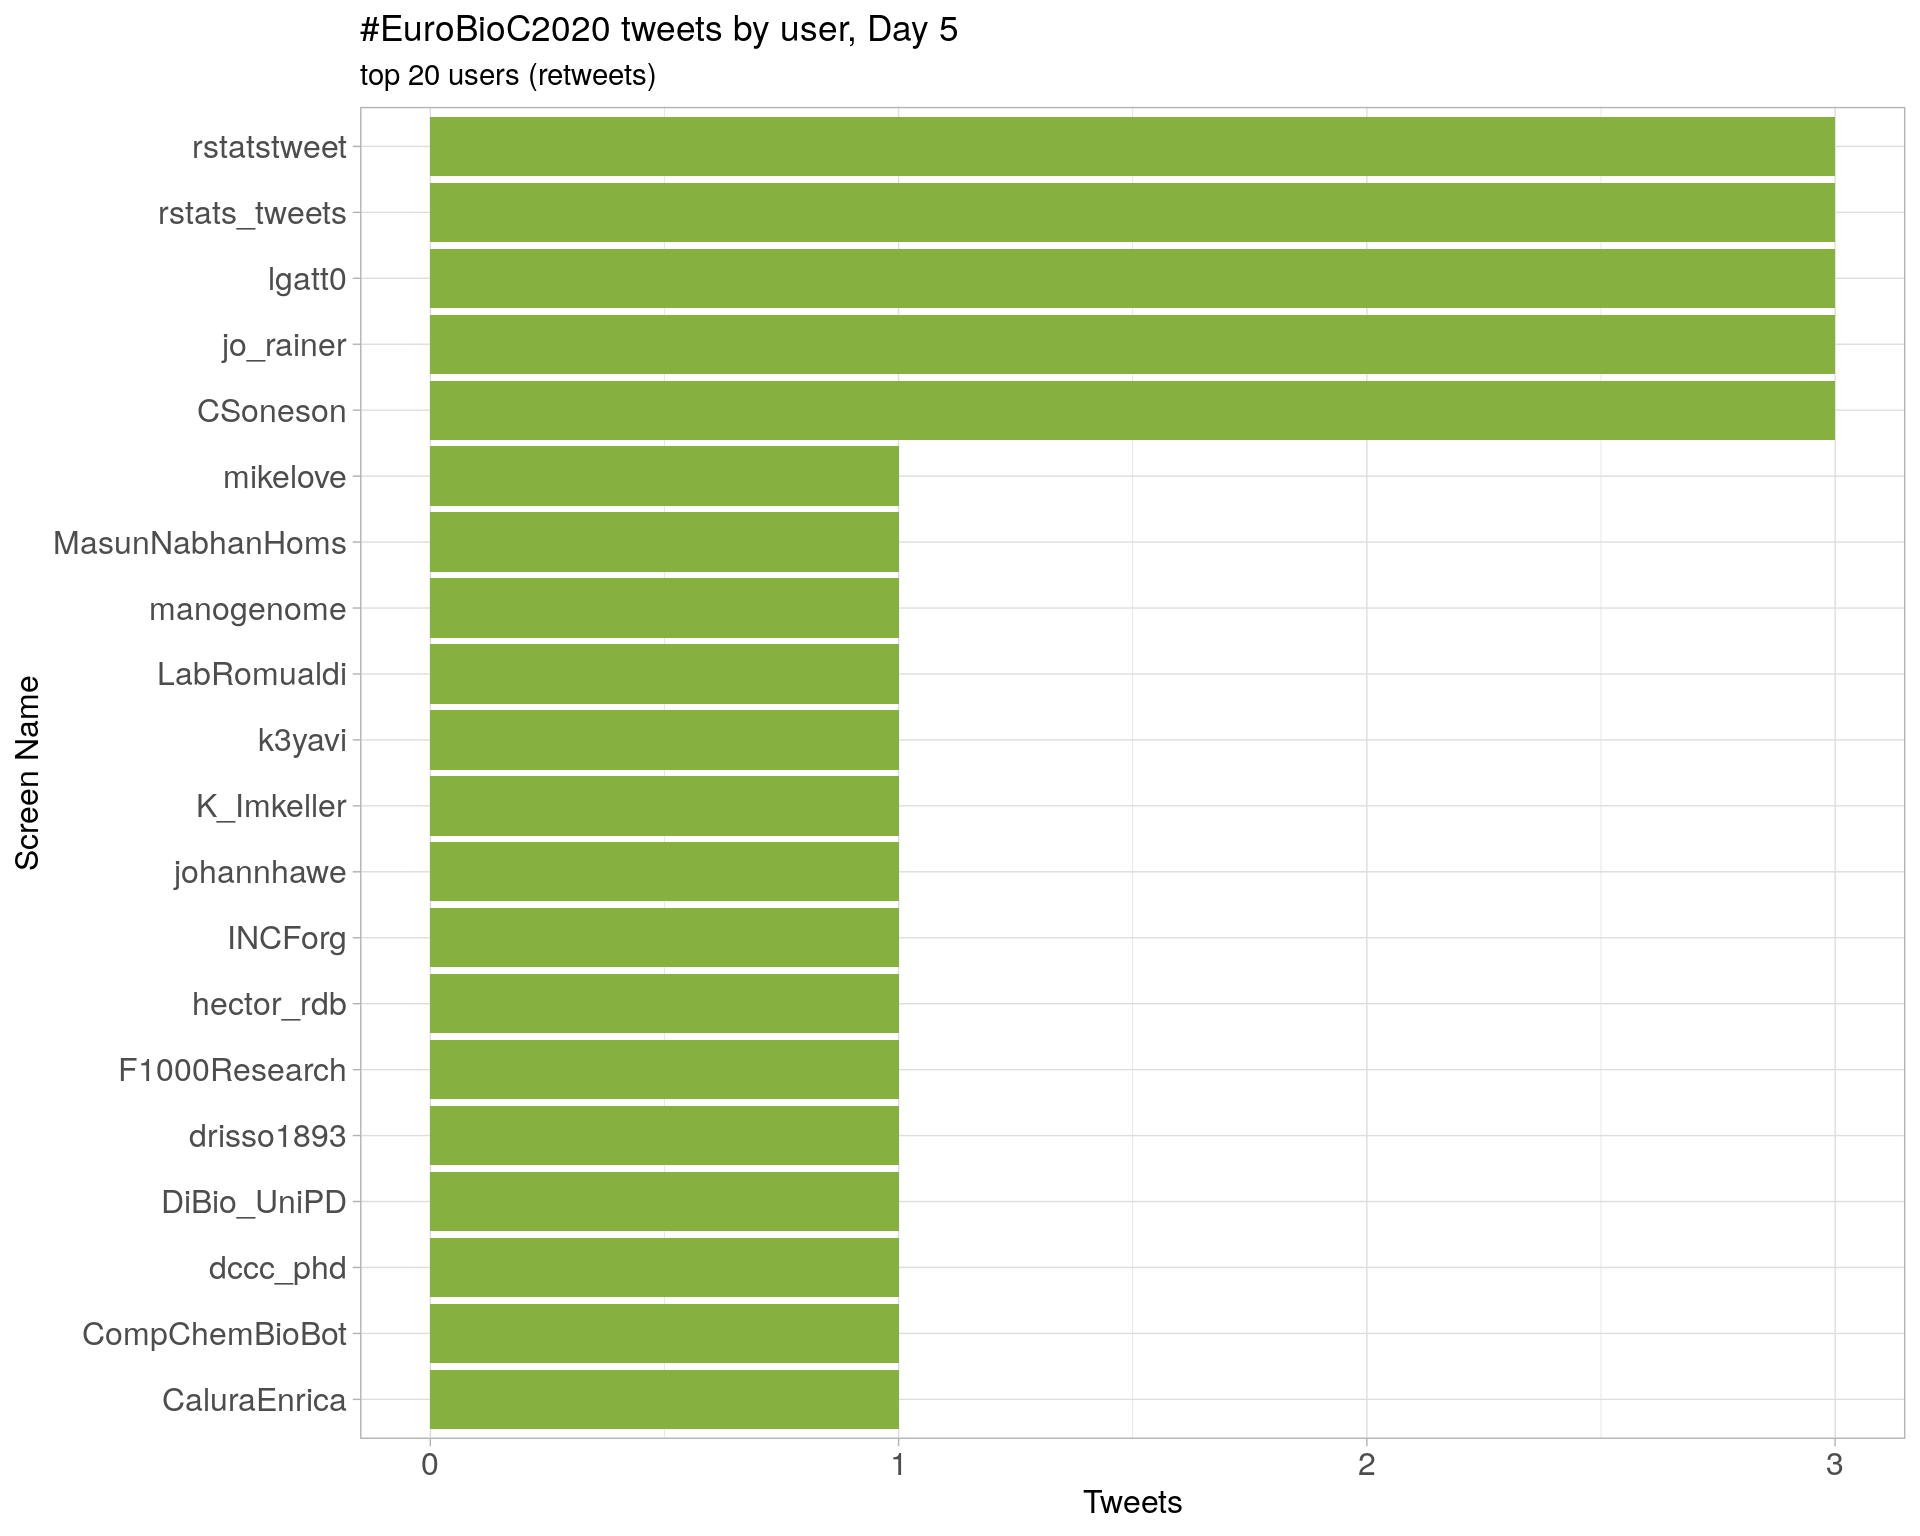 #EuroBioC2020 tweets by user, Day 5
top 20 users (retweets)
rstatstweet
rstats_tweets
lgatt0
jo_rainer
CSoneson
mikelove
MasunNabhanHoms
manogenome
LabRomualdi
k3yavi
K_Imkeller
johannhawe
INCForg
hector_rdb
F1000Research
drisso1893
DiBio_UniPD
dccc_phd
CompChemBioBot
CaluraEnrica
Screen Name
0 1 2 3
Tweets